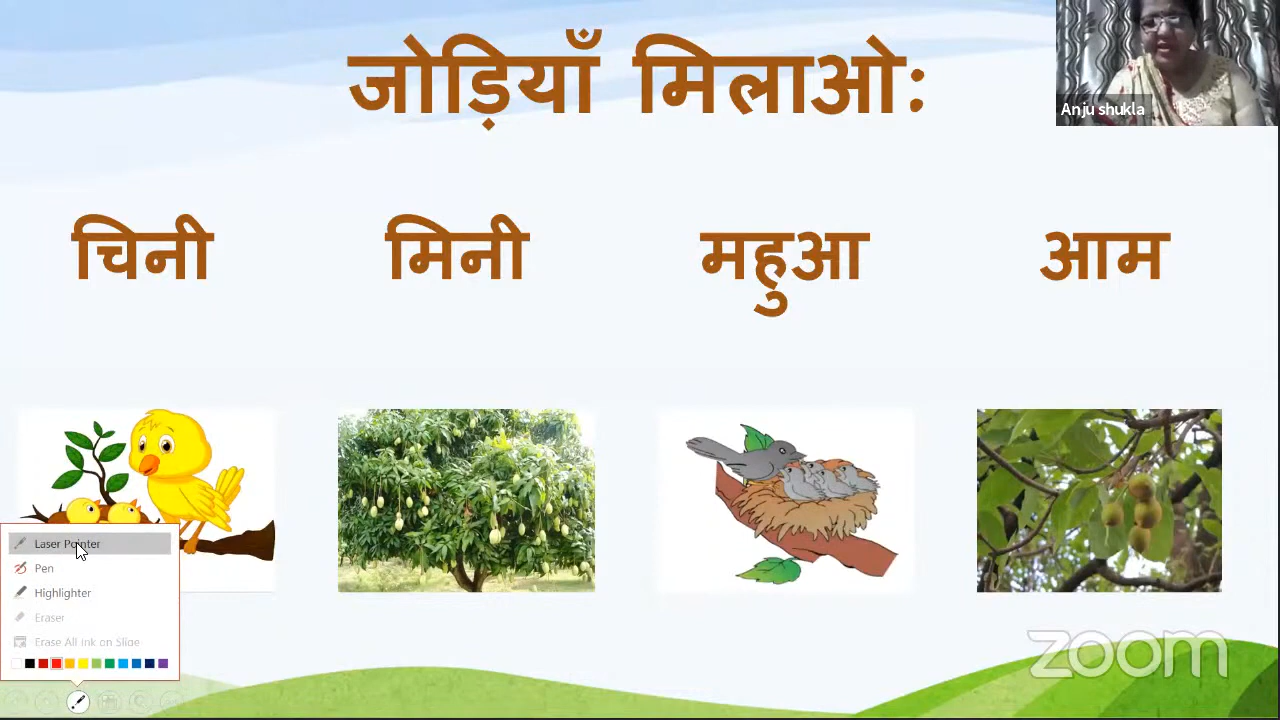 जोड़ियाँ मिलाओ:
Anju shukla
चिनी मिनी महुआ आम
Laser Pointer
Pen
Highlighter
Eraser
Erase All Ink on Slide
zoom